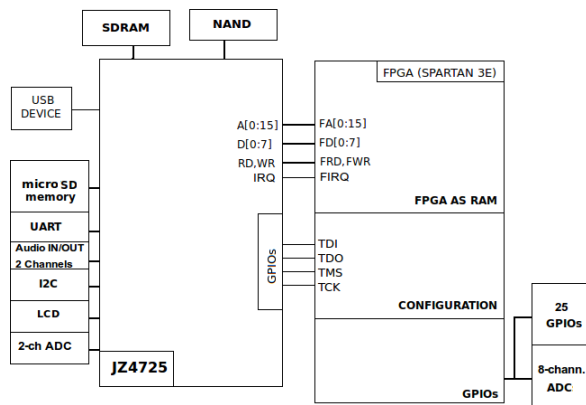 SDRAM
NAND
FPGA (SPARTAN 3E)
USB
DEVICE
A[0:15]
FA[0:15]
D[0:7]
FD[0:7]
RD,WR
FRD,FWR
IRQ
FIRQ
FPGA AS RAM
micro SD
memory
UART
Audio IN/OUT
2 Channels
I2C
LCD
2-ch ADC
GPIOs
TDI
TDO
TMS
TCK
CONFIGURATION
JZ4725
GPIOs
25
GPIOs
8-chann.
ADC